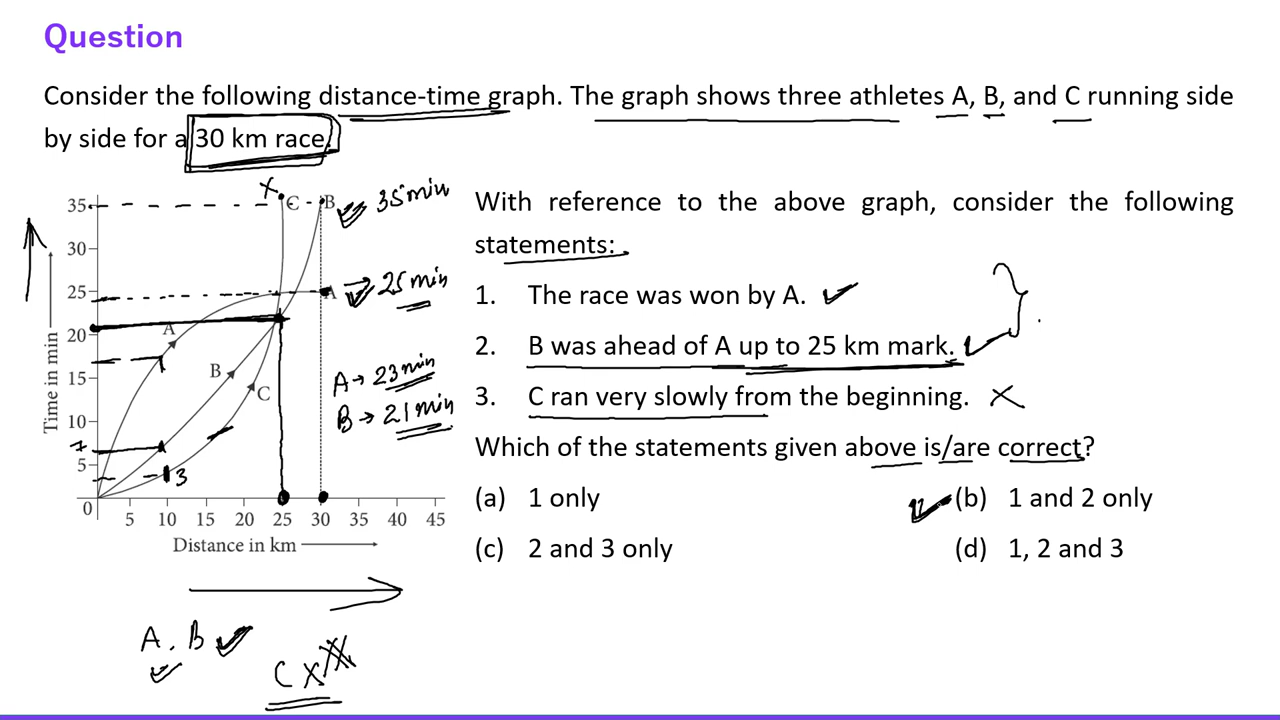 Question
Consider the following distance-time graph. The graph shows three athletes A, B, and C running side
by side for a 30 km race.
With reference to the above graph, consider the following
statements:
1. The race was won by A.
2. B was ahead of A up to 25 km mark.
3. C ran very slowly from the beginning.
Which of the statements given above is/are correct?
(a) 1 only
(b) 1 and 2 only
(c) 2 and 3 only
(d) 1, 2 and 3
Time in min
35
30
25
20
15
10
5
0
5 10 15 20 25 30 35 40 45
Distance in km
C B
A
A
B
C
35 min
25 min
A → 23 min
B → 21 min
7
3
A. B
C X